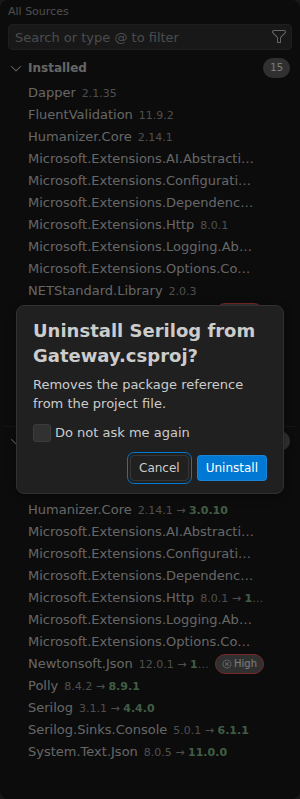 All Sources
Search or type @ to filter
Installed 15
Dapper 2.1.35
FluentValidation 11.9.2
Humanizer.Core 2.14.1
Microsoft.Extensions.AI.Abstracti...
Microsoft.Extensions.Configurati...
Microsoft.Extensions.Dependenc...
Microsoft.Extensions.Http 8.0.1
Microsoft.Extensions.Logging.Ab...
Microsoft.Extensions.Options.Co...
NETStandard.Library 2.0.3
Uninstall Serilog from
Gateway.csproj?
Removes the package reference
from the project file.
Do not ask me again
Cancel Uninstall
Humanizer.Core 2.14.1 → 3.0.10
Microsoft.Extensions.AI.Abstracti...
Microsoft.Extensions.Configurati...
Microsoft.Extensions.Dependenc...
Microsoft.Extensions.Http 8.0.1 → 1...
Microsoft.Extensions.Logging.Ab...
Microsoft.Extensions.Options.Co...
Newtonsoft.Json 12.0.1 → 1... High
Polly 8.4.2 → 8.9.1
Serilog 3.1.1 → 4.4.0
Serilog.Sinks.Console 5.0.1 → 6.1.1
System.Text.Json 8.0.5 → 11.0.0